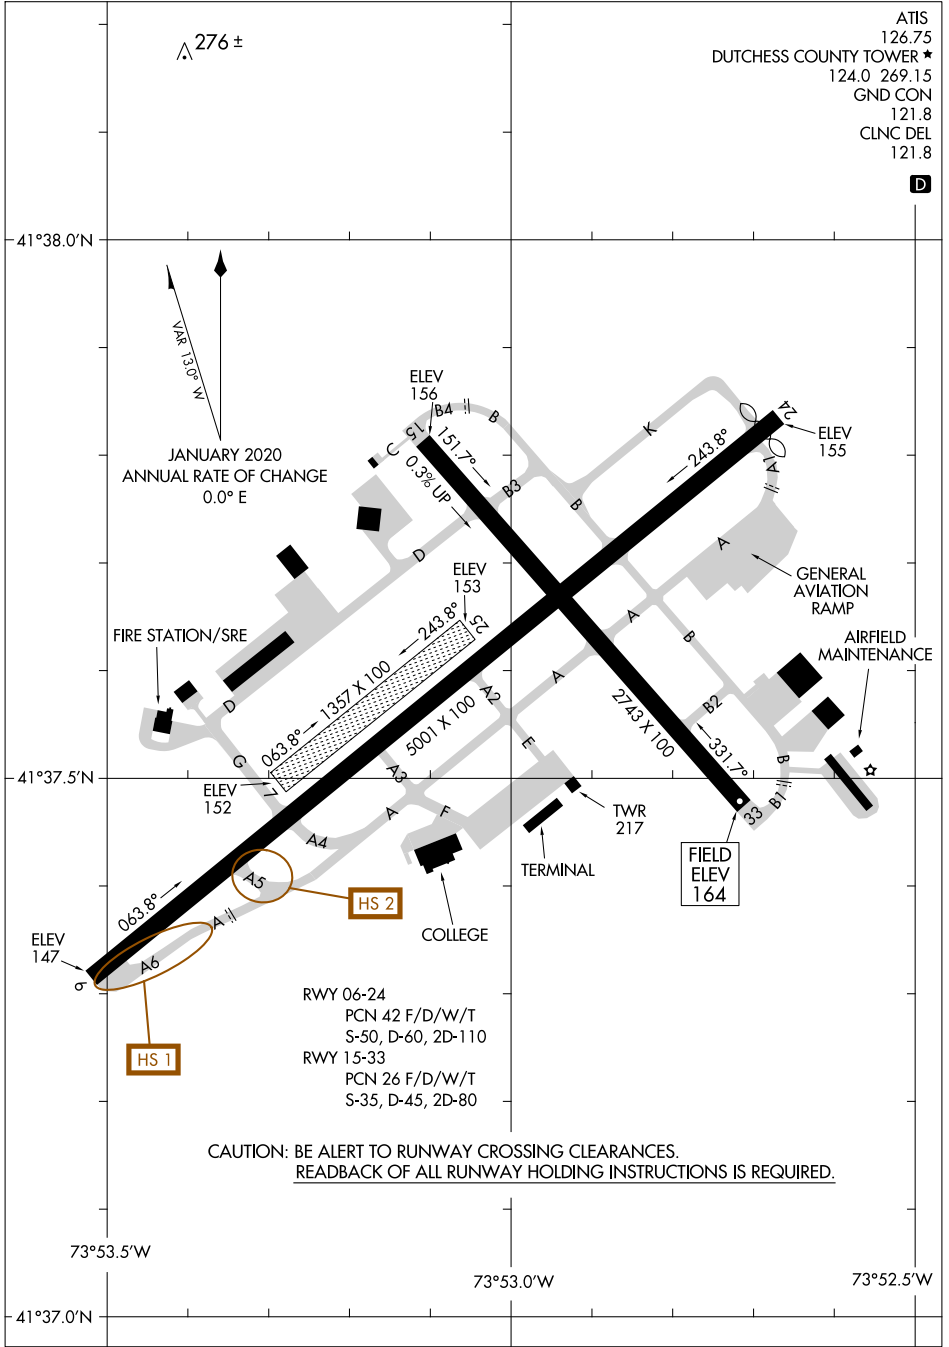 ATIS
126.75
DUTCHESS COUNTY TOWER ★
124.0 269.15
GND CON
121.8
CLNC DEL
121.8
D
276 ±
41°38.0'N
VAR 13.0° W
JANUARY 2020
ANNUAL RATE OF CHANGE
0.0° E
ELEV
156
B4
B
K
24
ELEV
155
15
C
151.7°
0.3% UP
B3
B
243.8°
A1
D
A
GENERAL
AVIATION
RAMP
ELEV
153
25
243.8°
1357 X 100
063.8°
FIRE STATION/SRE
AIRFIELD
MAINTENANCE
A
B
A
D
A2
B2
5001 X 100
2743 X 100
331.7°
E
G
A3
B
41°37.5'N
ELEV
152
7
A
F
B1
33
TWR
217
A4
TERMINAL
FIELD
ELEV
164
A5
HS 2
063.8°
A
COLLEGE
ELEV
147
6
A6
HS 1
RWY 06-24
PCN 42 F/D/W/T
S-50, D-60, 2D-110
RWY 15-33
PCN 26 F/D/W/T
S-35, D-45, 2D-80
CAUTION: BE ALERT TO RUNWAY CROSSING CLEARANCES.
READBACK OF ALL RUNWAY HOLDING INSTRUCTIONS IS REQUIRED.
73°53.5'W
73°53.0'W
73°52.5'W
41°37.0'N